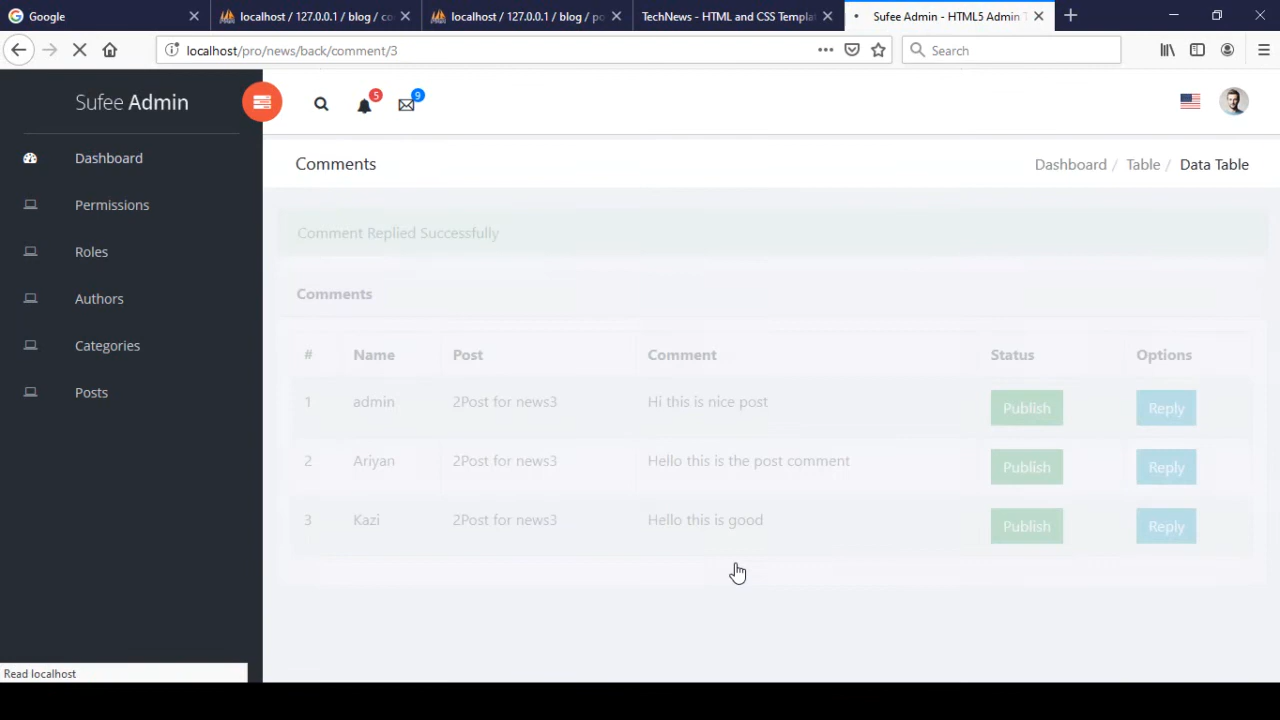 Google
localhost / 127.0.0.1 / blog / co
localhost / 127.0.0.1 / blog / po
TechNews - HTML and CSS Templa
Sufee Admin - HTML5 Admin T
localhost/pro/news/back/comment/3
Search
Sufee Admin
5
9
Dashboard
Permissions
Roles
Authors
Categories
Posts
Comments
Dashboard / Table / Data Table
Comment Replied Successfully
Comments
# Name Post Comment Status Options
1 admin 2Post for news3 Hi this is nice post Publish Reply
2 Ariyan 2Post for news3 Hello this is the post comment Publish Reply
3 Kazi 2Post for news3 Hello this is good Publish Reply
Read localhost